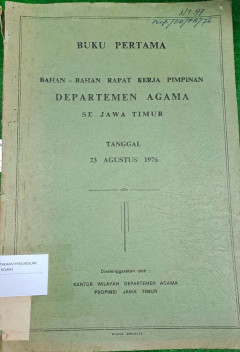 BUKU PERTAMA
BAHAN - BAHAN RAPAT KERJA PIMPINAN
DEPARTEMEN AGAMA
SE JAWA TIMUR
TANGGAL
23 AGUSTUS 1976
Diselenggarakan oleh :
KANTOR WILAYAH DEPARTEMEN AGAMA
PROPINSI JAWA TIMUR